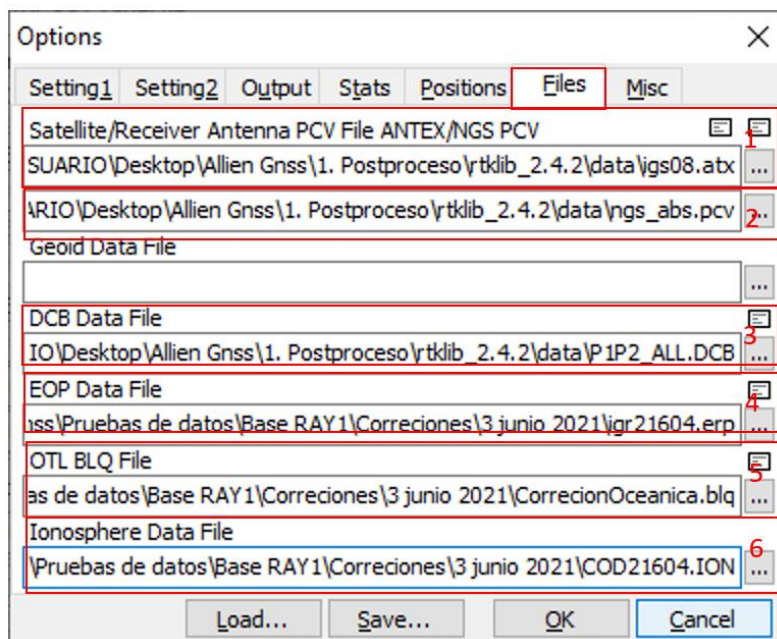 Options
Setting1 Setting2 Output Stats Positions Files Misc
Satellite/Receiver Antenna PCV File ANTEX/NGS PCV
1
SUARIO\Desktop\Allien Gnss\1. Postproceso\rtklib_2.4.2\data\igs08.atx ...
ARIO\Desktop\Allien Gnss\1. Postproceso\rtklib_2.4.2\data\ngs_abs.pcv ...
2
Geoid Data File
...
DCB Data File
3
IO\Desktop\Allien Gnss\1. Postproceso\rtklib_2.4.2\data\P1P2_ALL.DCB ...
EOP Data File
4
ıss\Pruebas de datos\Base RAY1\Correciones\3 junio 2021\igr21604.erp ...
OTL BLQ File
5
as de datos\Base RAY1\Correciones\3 junio 2021\CorrecionOceanica.blq ...
Ionosphere Data File
6
\Pruebas de datos\Base RAY1\Correciones\3 junio 2021\COD21604.ION ...
Load... Save... OK Cancel